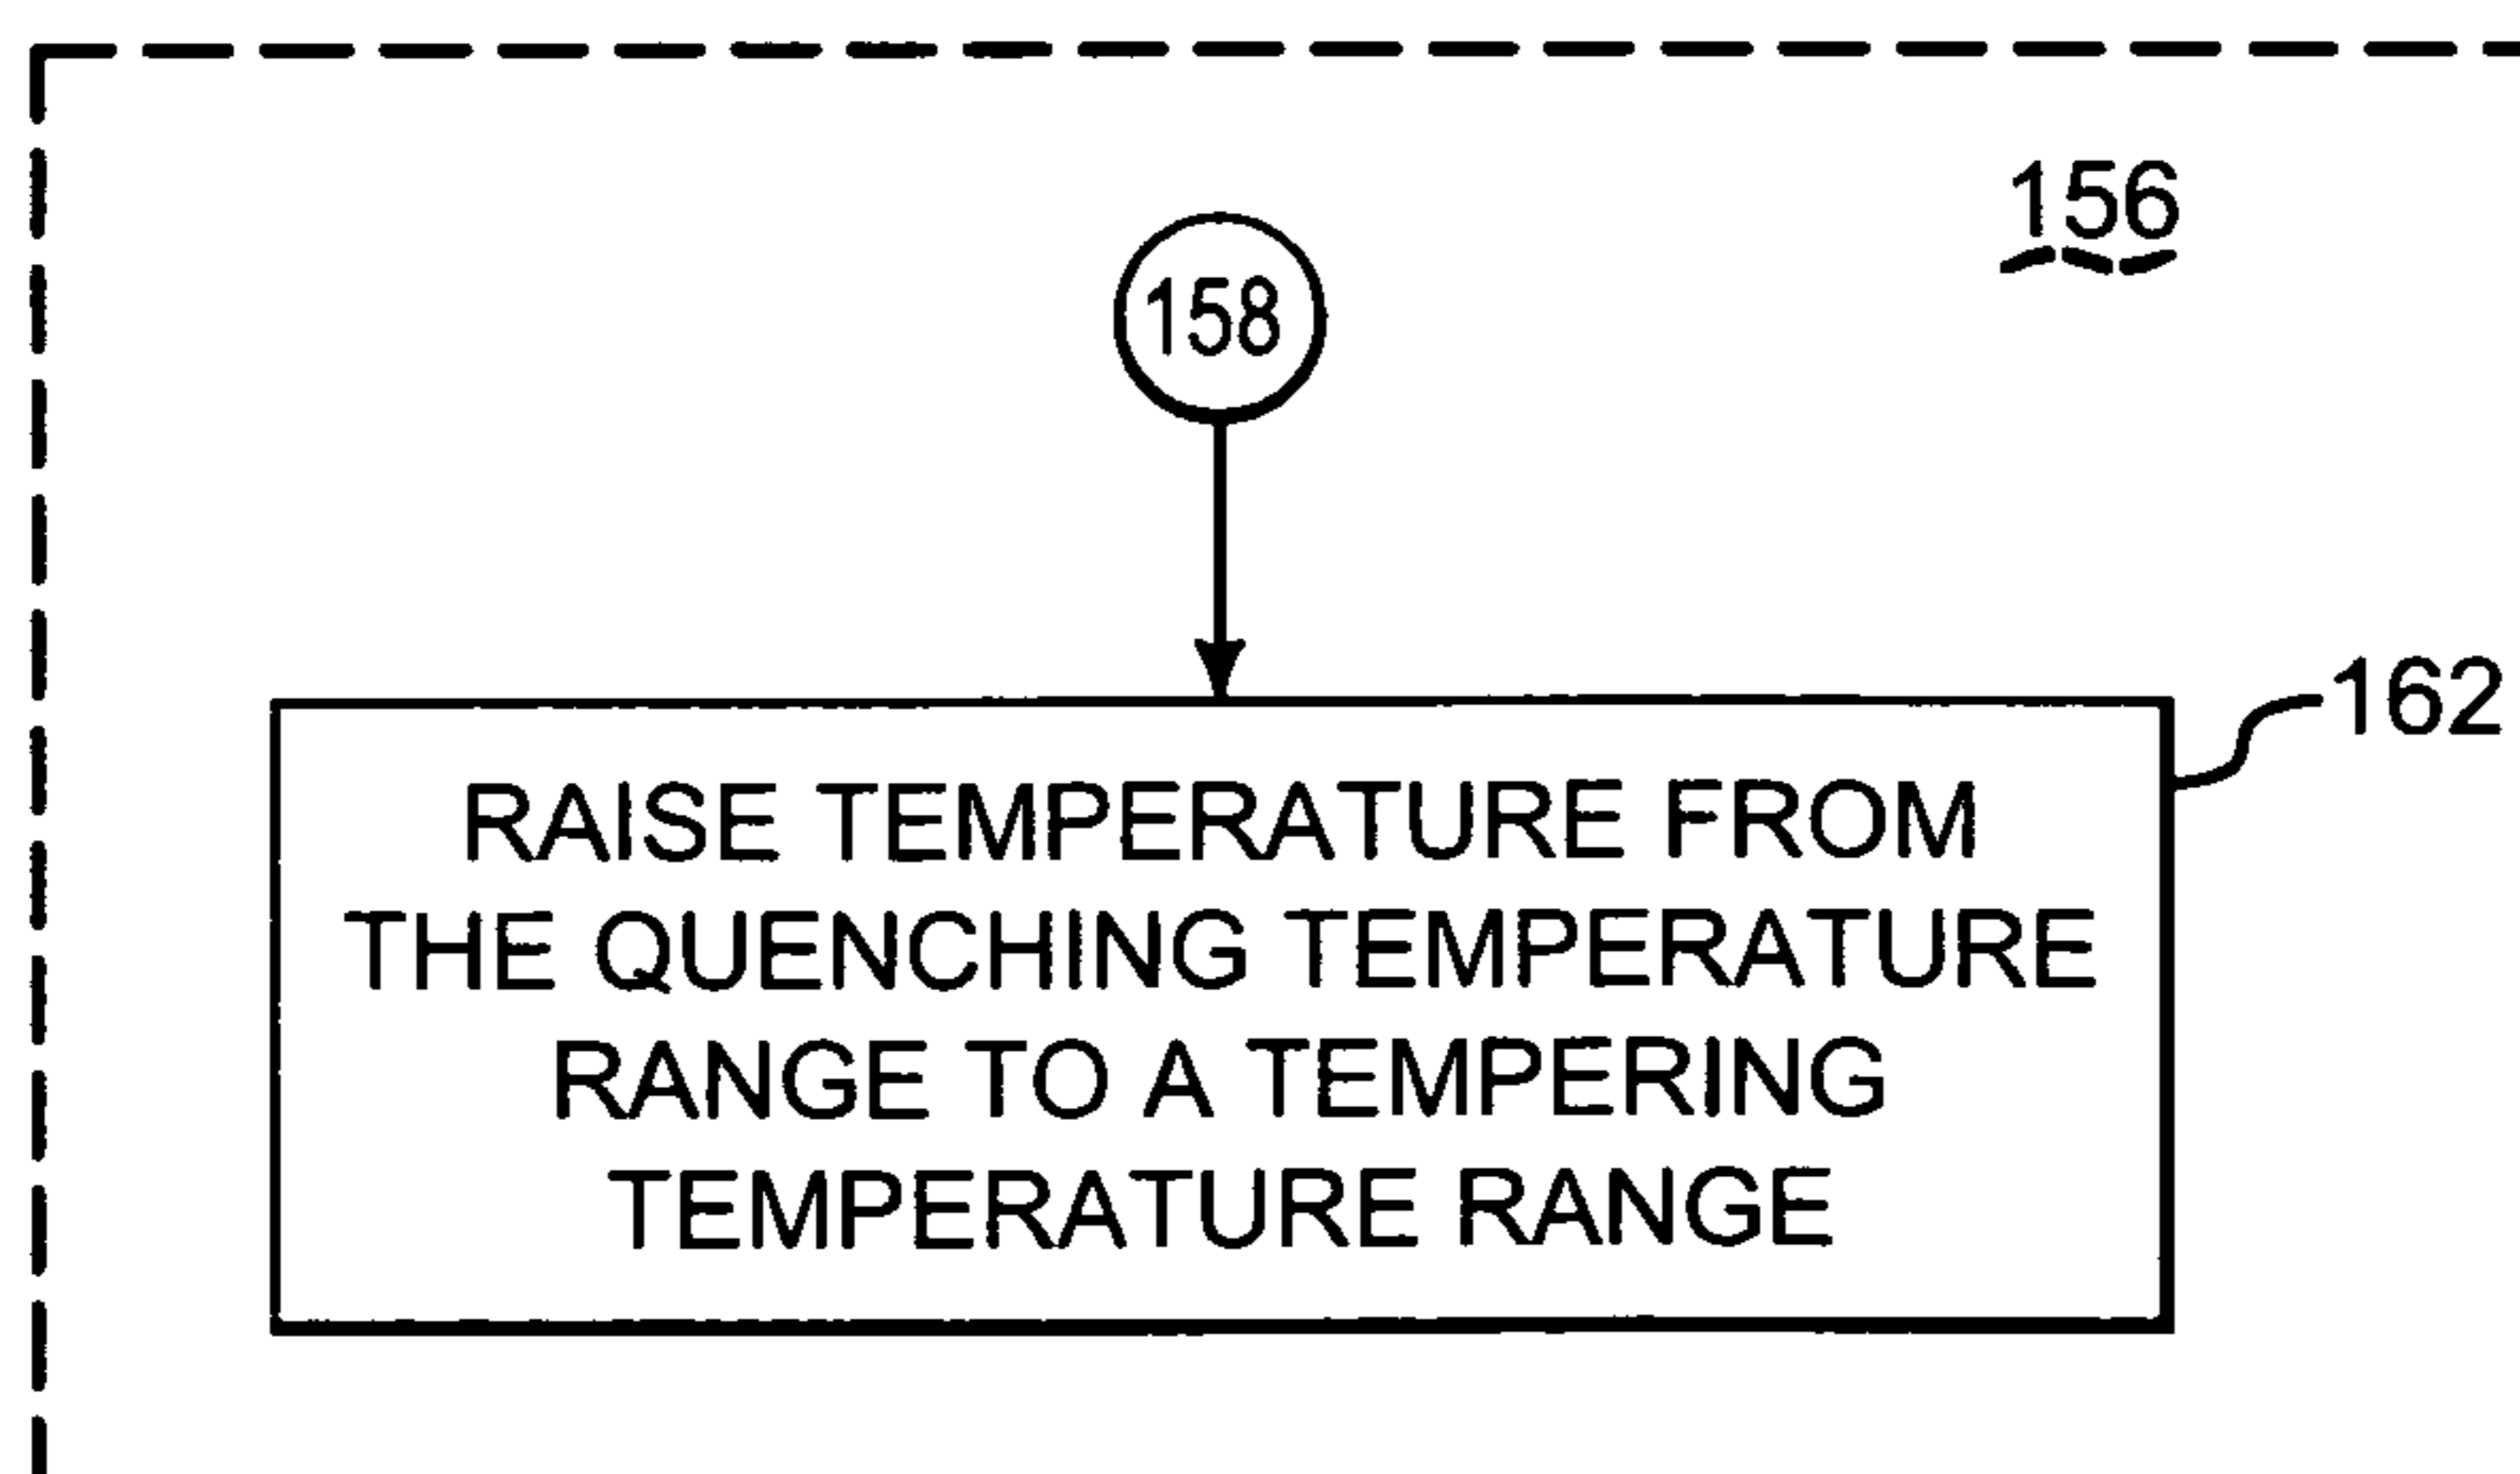 156
158
162
RAISE TEMPERATURE FROM
THE QUENCHING TEMPERATURE
RANGE TO A TEMPERING
TEMPERATURE RANGE